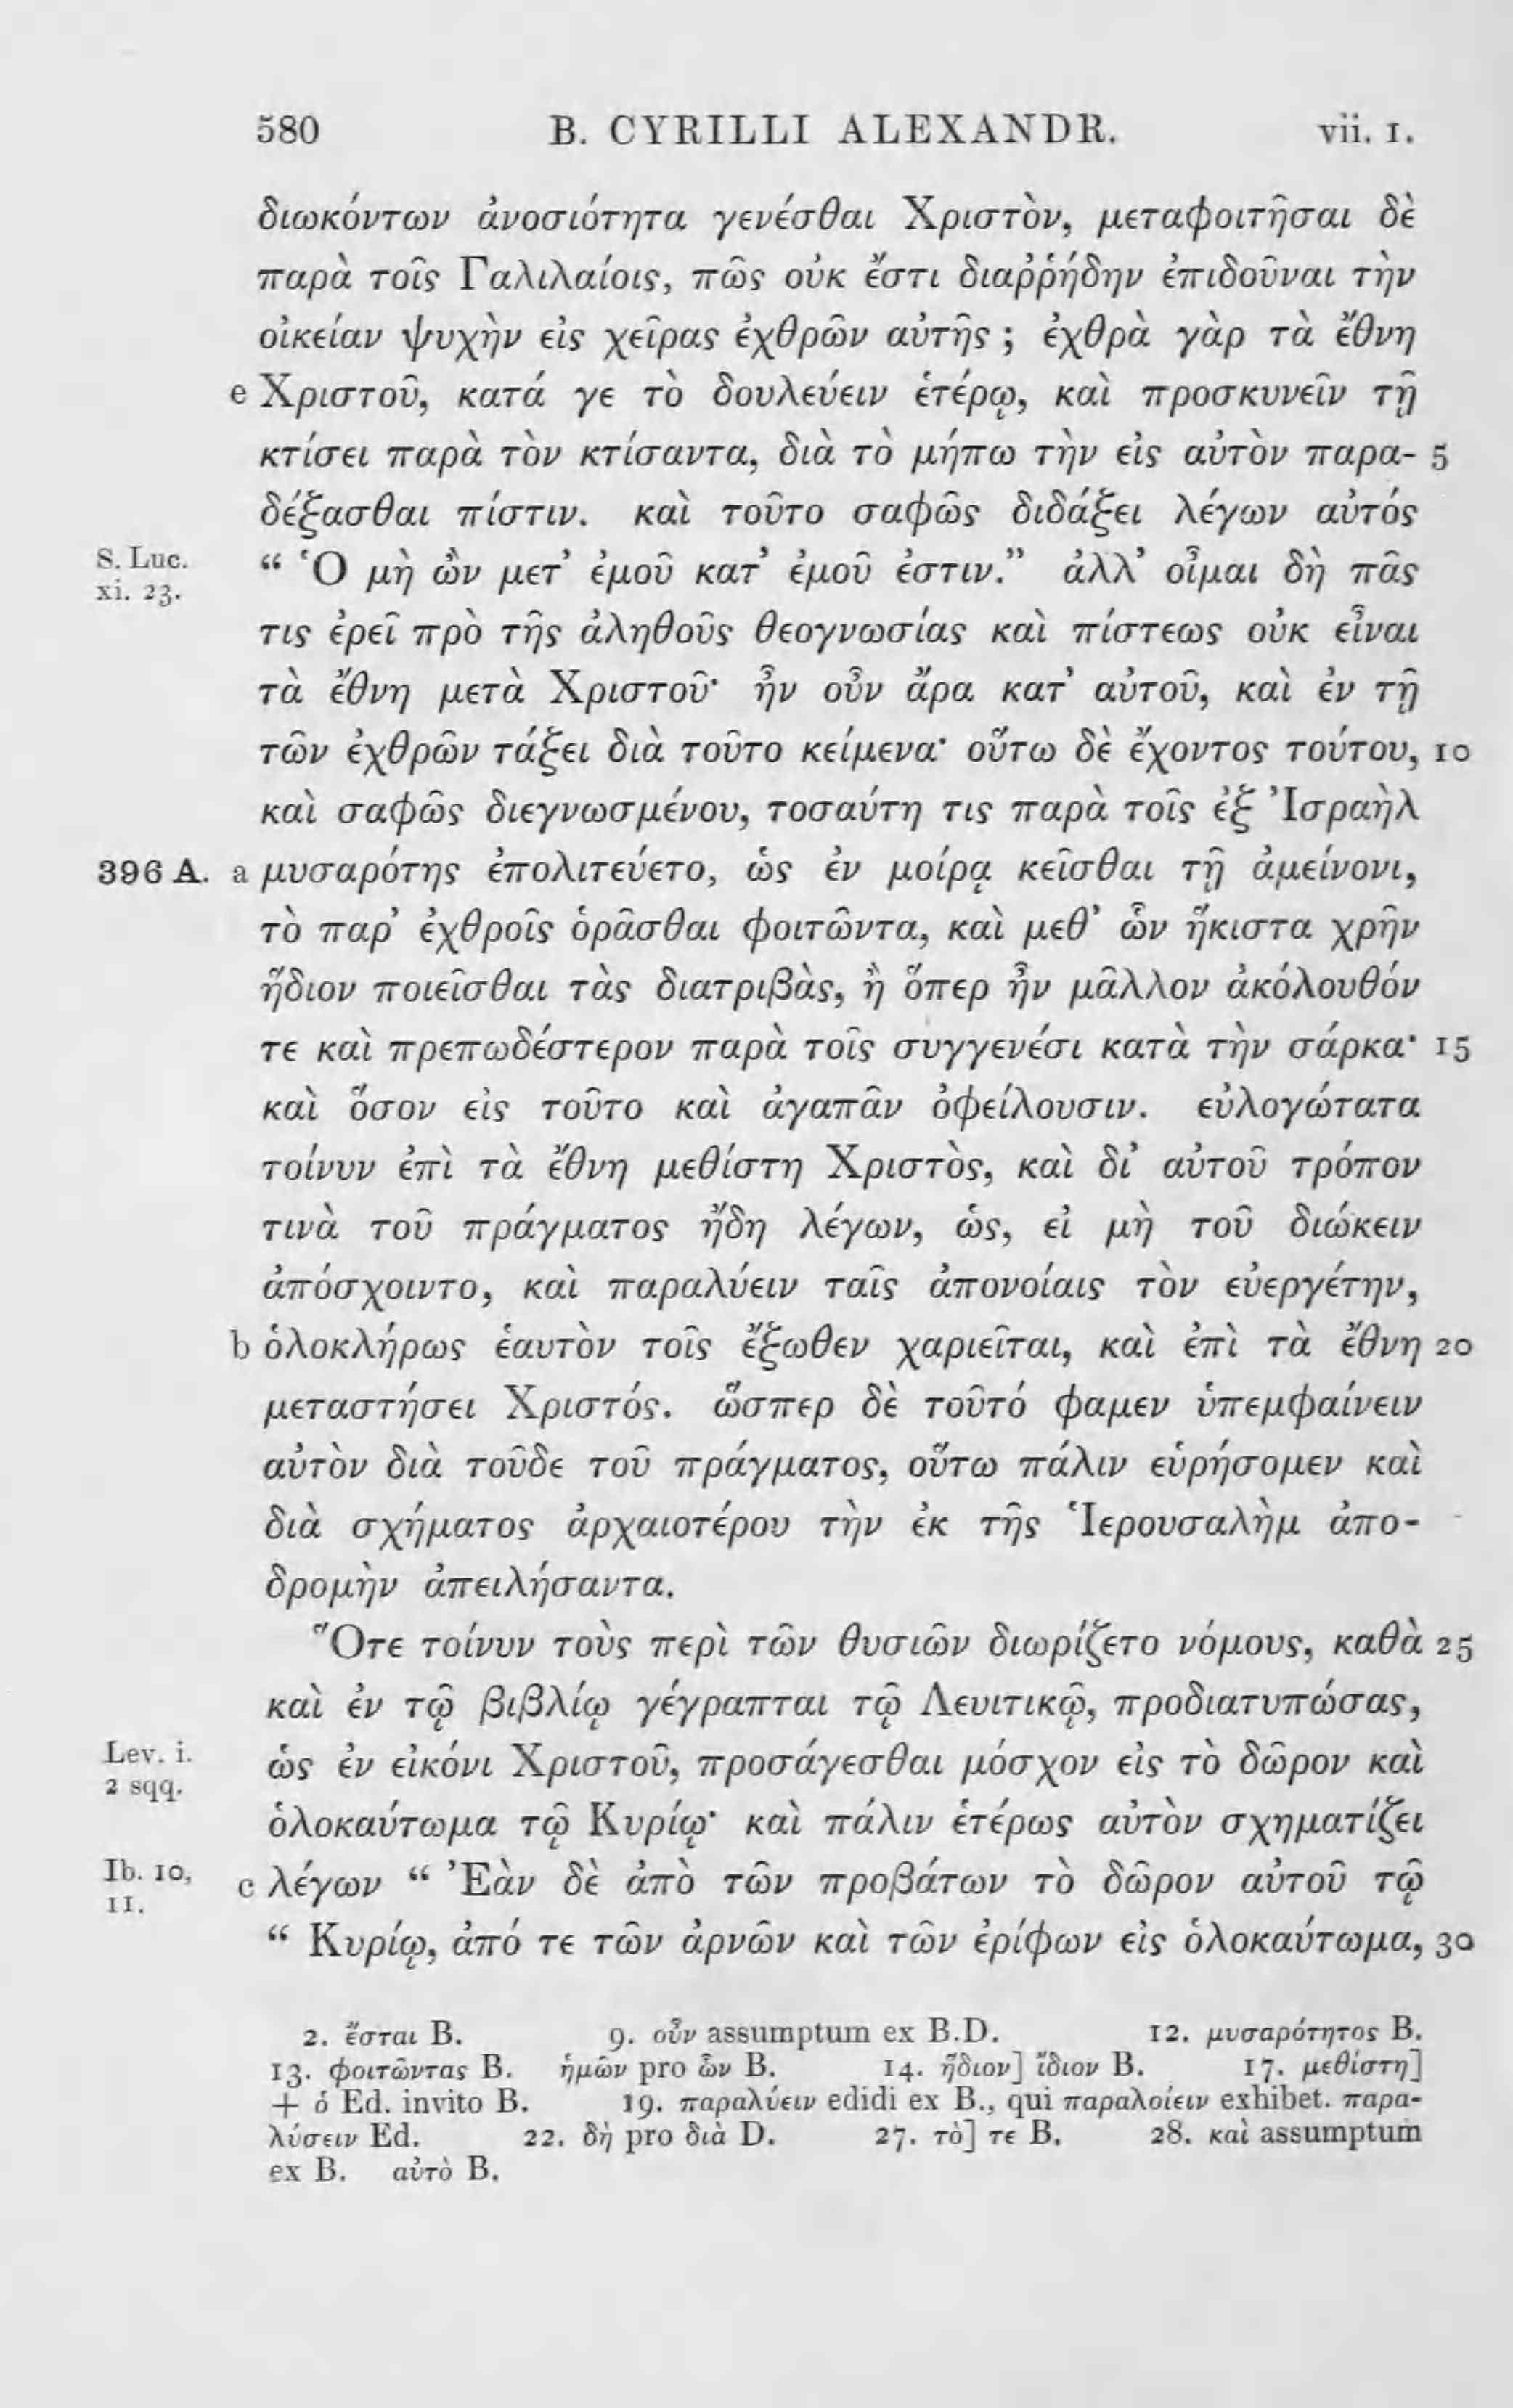 580 B. CYRILLI ALEXANDR. vii. 1.
διωκόντων ἀνοσιότητα γενέσθαι Χριστὸν, μεταφοιτῆσαι δὲ
παρὰ τοῖς Γαλιλαίοις, πῶς οὐκ ἔστι διαῤῥήδην ἐπιδοῦναι τὴν
οἰκείαν ψυχὴν εἰς χεῖρας ἐχθρῶν αὐτῆς ; ἐχθρὰ γὰρ τὰ ἔθνη
e Χριστοῦ, κατά γε τὸ δουλεύειν ἑτέρῳ, καὶ προσκυνεῖν τῇ
κτίσει παρὰ τὸν κτίσαντα, διὰ τὸ μήπω τὴν εἰς αὐτὸν παρα- 5
δέξασθαι πίστιν. καὶ τοῦτο σαφῶς διδάξει λέγων αὐτός
S. Luc. xi. 23. “ Ὁ μὴ ὢν μετ’ ἐμοῦ κατ’ ἐμοῦ ἐστιν.” ἀλλ’ οἶμαι δὴ πᾶς
τις ἐρεῖ πρὸ τῆς ἀληθοῦς θεογνωσίας καὶ πίστεως οὐκ εἶναι
τὰ ἔθνη μετὰ Χριστοῦ· ἦν οὖν ἄρα κατ’ αὐτοῦ, καὶ ἐν τῇ
τῶν ἐχθρῶν τάξει διὰ τοῦτο κείμενα· οὕτω δὲ ἔχοντος τούτου, 10
καὶ σαφῶς διεγνωσμένου, τοσαύτη τις παρὰ τοῖς ἐξ Ἰσραὴλ
396 A. a μυσαρότης ἐπολιτεύετο, ὡς ἐν μοίρᾳ κεῖσθαι τῇ ἀμείνονι,
τὸ παρ’ ἐχθροῖς ὁρᾶσθαι φοιτῶντα, καὶ μεθ’ ὧν ἥκιστα χρῆν
ἥδιον ποιεῖσθαι τὰς διατριβὰς, ἢ ὅπερ ἦν μᾶλλον ἀκόλουθόν
τε καὶ πρεπωδέστερον παρὰ τοῖς συγγενέσι κατὰ τὴν σάρκα· 15
καὶ ὅσον εἰς τοῦτο καὶ ἀγαπᾶν ὀφείλουσιν. εὐλογώτατα
τοίνυν ἐπὶ τὰ ἔθνη μεθίστη Χριστὸς, καὶ δι’ αὐτοῦ τρόπον
τινὰ τοῦ πράγματος ἤδη λέγων, ὡς, εἰ μὴ τοῦ διώκειν
ἀπόσχοιντο, καὶ παραλύειν ταῖς ἀπονοίαις τὸν εὐεργέτην,
b ὁλοκλήρως ἑαυτὸν τοῖς ἔξωθεν χαριεῖται, καὶ ἐπὶ τὰ ἔθνη 20
μεταστήσει Χριστός. ὥσπερ δὲ τοῦτό φαμεν ὑπεμφαίνειν
αὐτὸν διὰ τοῦδε τοῦ πράγματος, οὕτω πάλιν εὑρήσομεν καὶ
διὰ σχήματος ἀρχαιοτέρου τὴν ἐκ τῆς Ἱερουσαλὴμ ἀπο-
δρομὴν ἀπειλήσαντα.
Ὅτε τοίνυν τοὺς περὶ τῶν θυσιῶν διωρίζετο νόμους, καθὰ 25
καὶ ἐν τῷ βιβλίῳ γέγραπται τῷ Λευιτικῷ, προδιατυπώσας,
Lev. i. 2 sqq. ὡς ἐν εἰκόνι Χριστοῦ, προσάγεσθαι μόσχον εἰς τὸ δῶρον καὶ
ὁλοκαύτωμα τῷ Κυρίῳ· καὶ πάλιν ἑτέρως αὐτὸν σχηματίζει
Ib. 10, 11. c λέγων “ Ἐὰν δὲ ἀπὸ τῶν προβάτων τὸ δῶρον αὐτοῦ τῷ
“ Κυρίῳ, ἀπό τε τῶν ἀρνῶν καὶ τῶν ἐρίφων εἰς ὁλοκαύτωμα, 30
2. ἔσται B. 9. οὖν assumptum ex B.D. 12. μυσαρότητος B.
13. φοιτῶντας B. ἡμῶν pro ὧν B. 14. ἥδιον] ἴδιον B. 17. μεθίστη]
+ ὁ Ed. invito B. 19. παραλύειν edidi ex B., qui παραλοίειν exhibet. παρα-
λύσειν Ed. 22. δὴ pro διὰ D. 27. τὸ] τε B. 28. καὶ assumptum
ex B. αὐτὸ B.